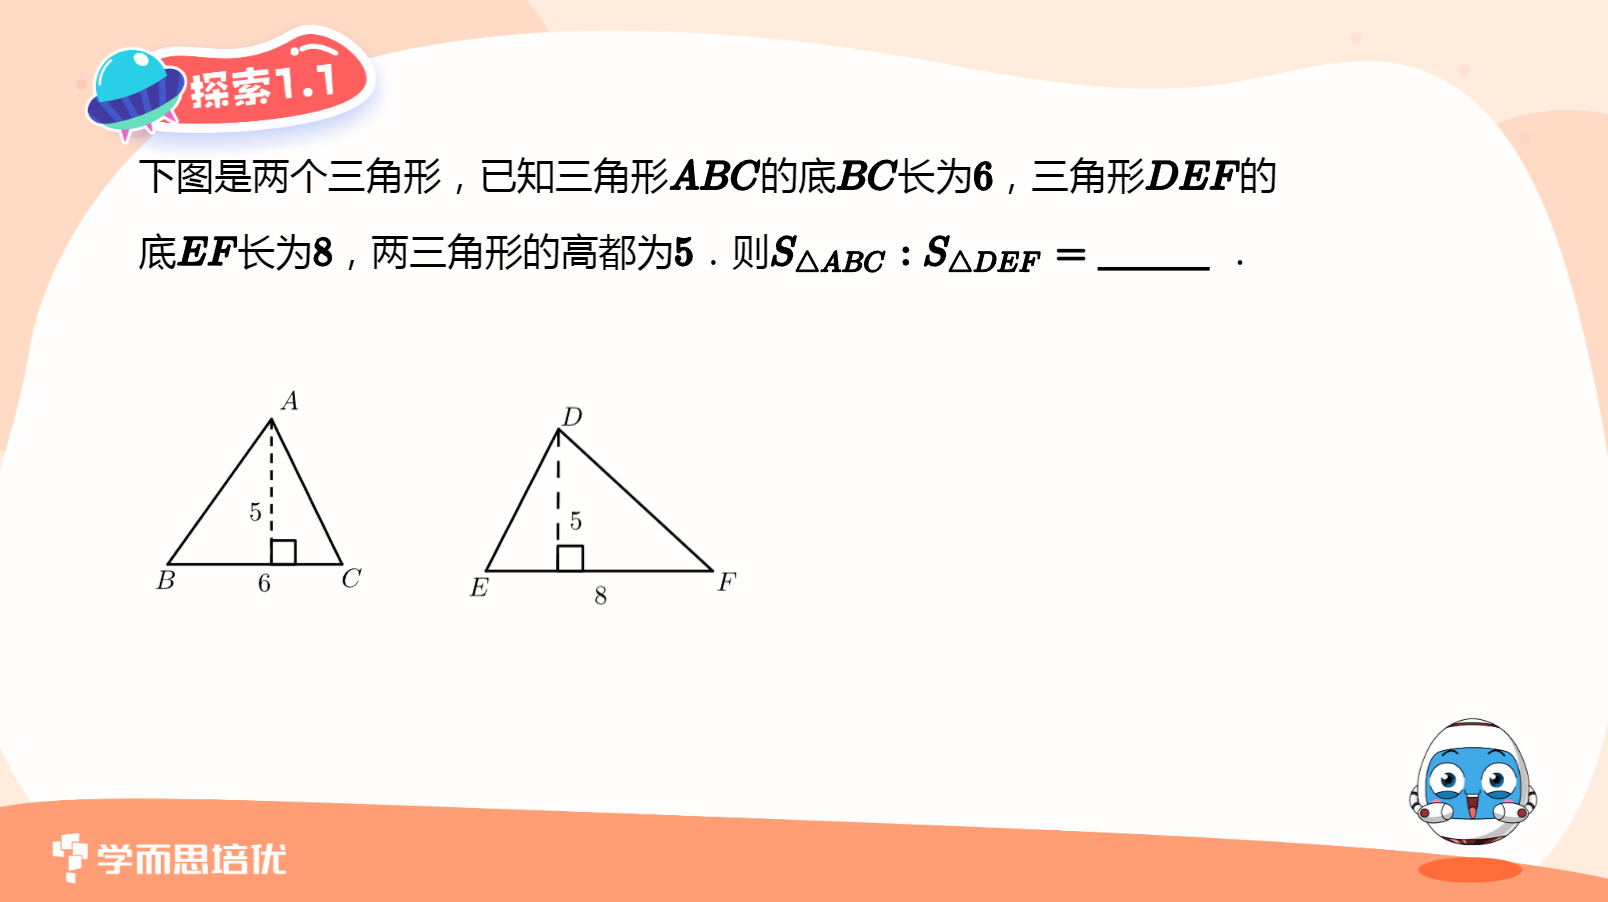 探索1.1
下图是两个三角形，已知三角形ABC的底BC长为6，三角形DEF的
底EF长为8，两三角形的高都为5．则S△ABC : S△DEF = ______ ．
A
D
5
5
B
6
C
E
8
F
学而思培优